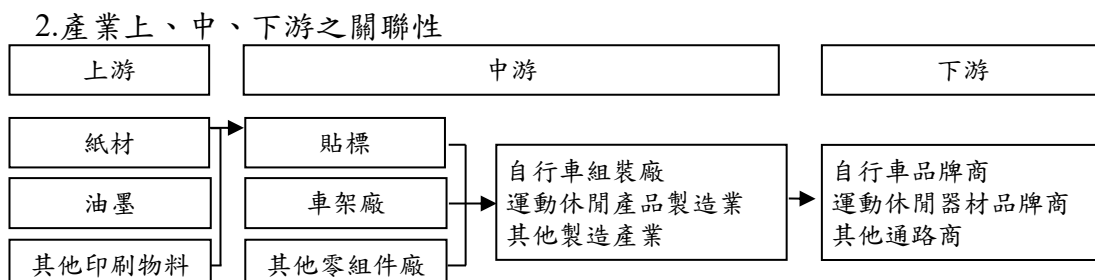 2.產業上、中、下游之關聯性
上游
中游
下游
紙材
油墨
其他印刷物料
貼標
車架廠
其他零組件廠
自行車組裝廠
運動休閒產品製造業
其他製造產業
自行車品牌商
運動休閒器材品牌商
其他通路商